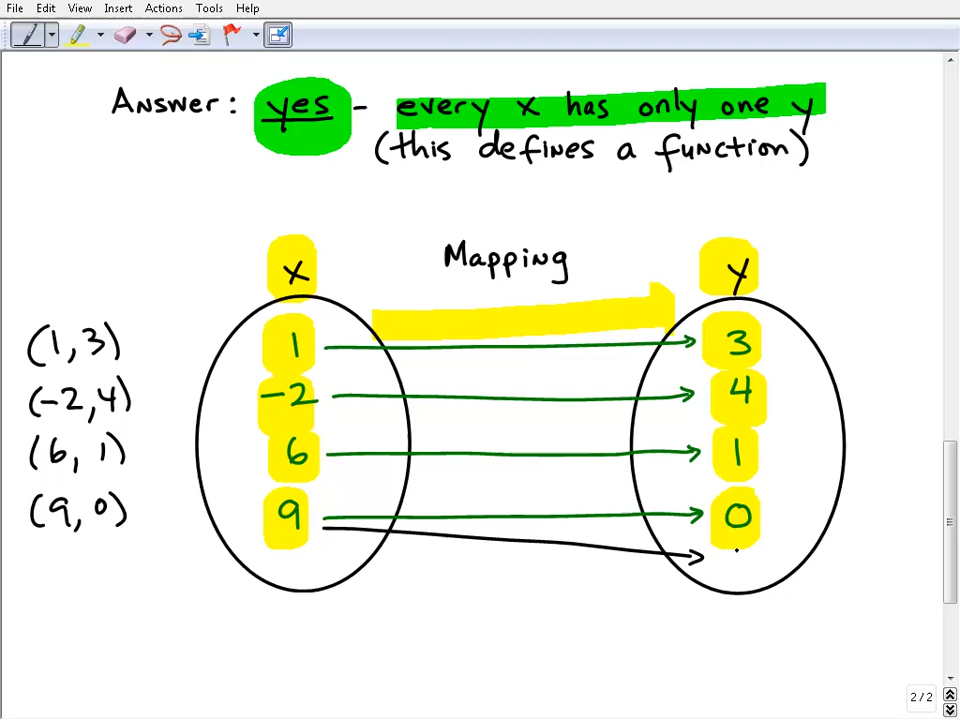 File Edit View Insert Actions Tools Help
Answer: yes - every x has only one y
(this defines a function)
x Mapping y
(1,3) 1 3
(-2,4) -2 4
(6, 1) 6 1
(9,0) 9 0
2/2